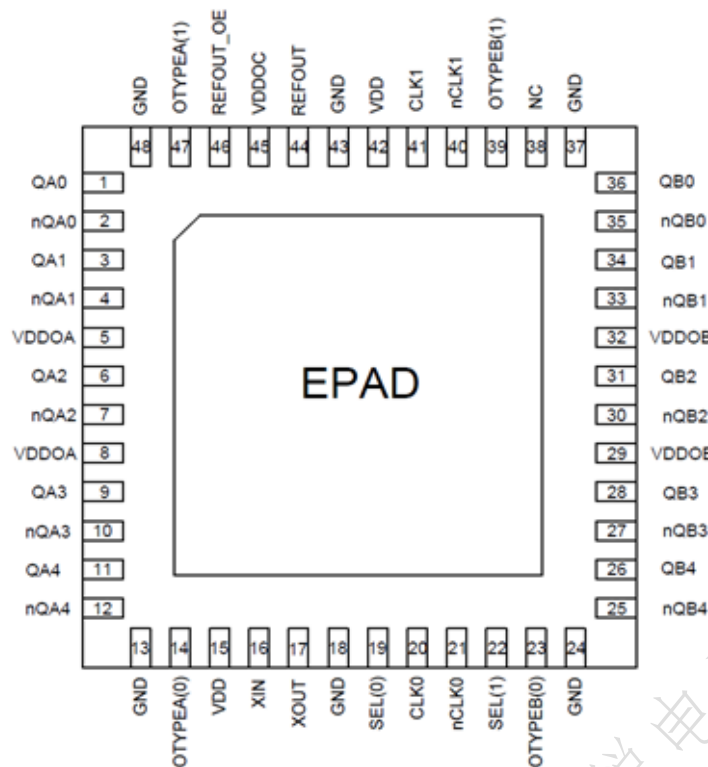 GND OTYPEA(1) REFOUT_OE VDDOC REFOUT GND VDD CLK1 nCLK1 OTYPEB(1) NC GND
48 47 46 45 44 43 42 41 40 39 38 37
QA0 1 36 QB0
nQA0 2 35 nQB0
QA1 3 34 QB1
nQA1 4 33 nQB1
VDDOA 5 32 VDDOB
QA2 6 31 QB2
EPAD
nQA2 7 30 nQB2
VDDOA 8 29 VDDOB
QA3 9 28 QB3
nQA3 10 27 nQB3
QA4 11 26 QB4
nQA4 12 25 nQB4
13 14 15 16 17 18 19 20 21 22 23 24
GND OTYPEA(0) VDD XIN XOUT GND SEL(0) CLK0 nCLK0 SEL(1) OTYPEB(0) GND